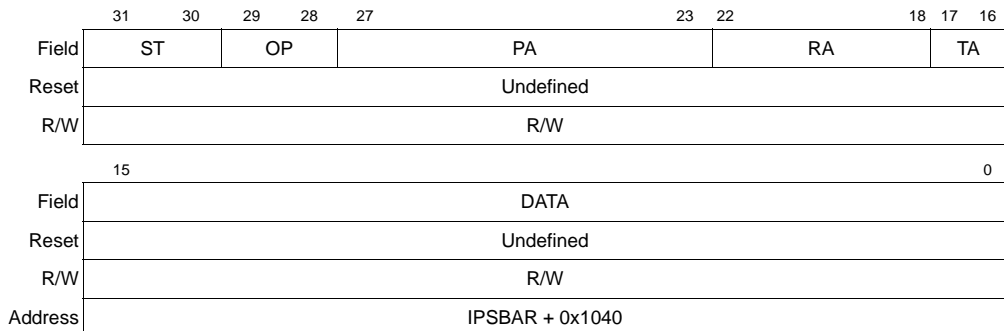 31 30 29 28 27 23 22 18 17 16
Field ST OP PA RA TA
Reset Undefined
R/W R/W
15 0
Field DATA
Reset Undefined
R/W R/W
Address IPSBAR + 0x1040